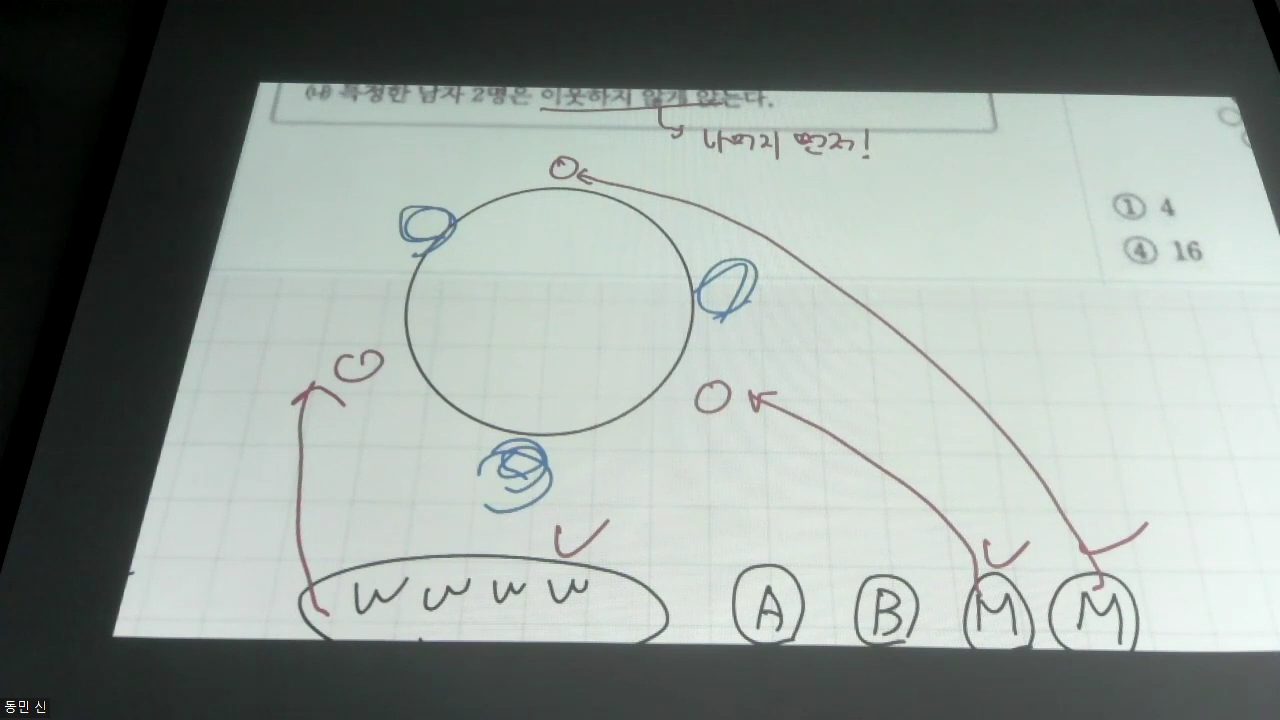 (나) 특정한 남자 2명은 이웃하지 않게 앉는다.
나머지 먼저!
① 4
④ 16
W W W W A B M M
동민 신